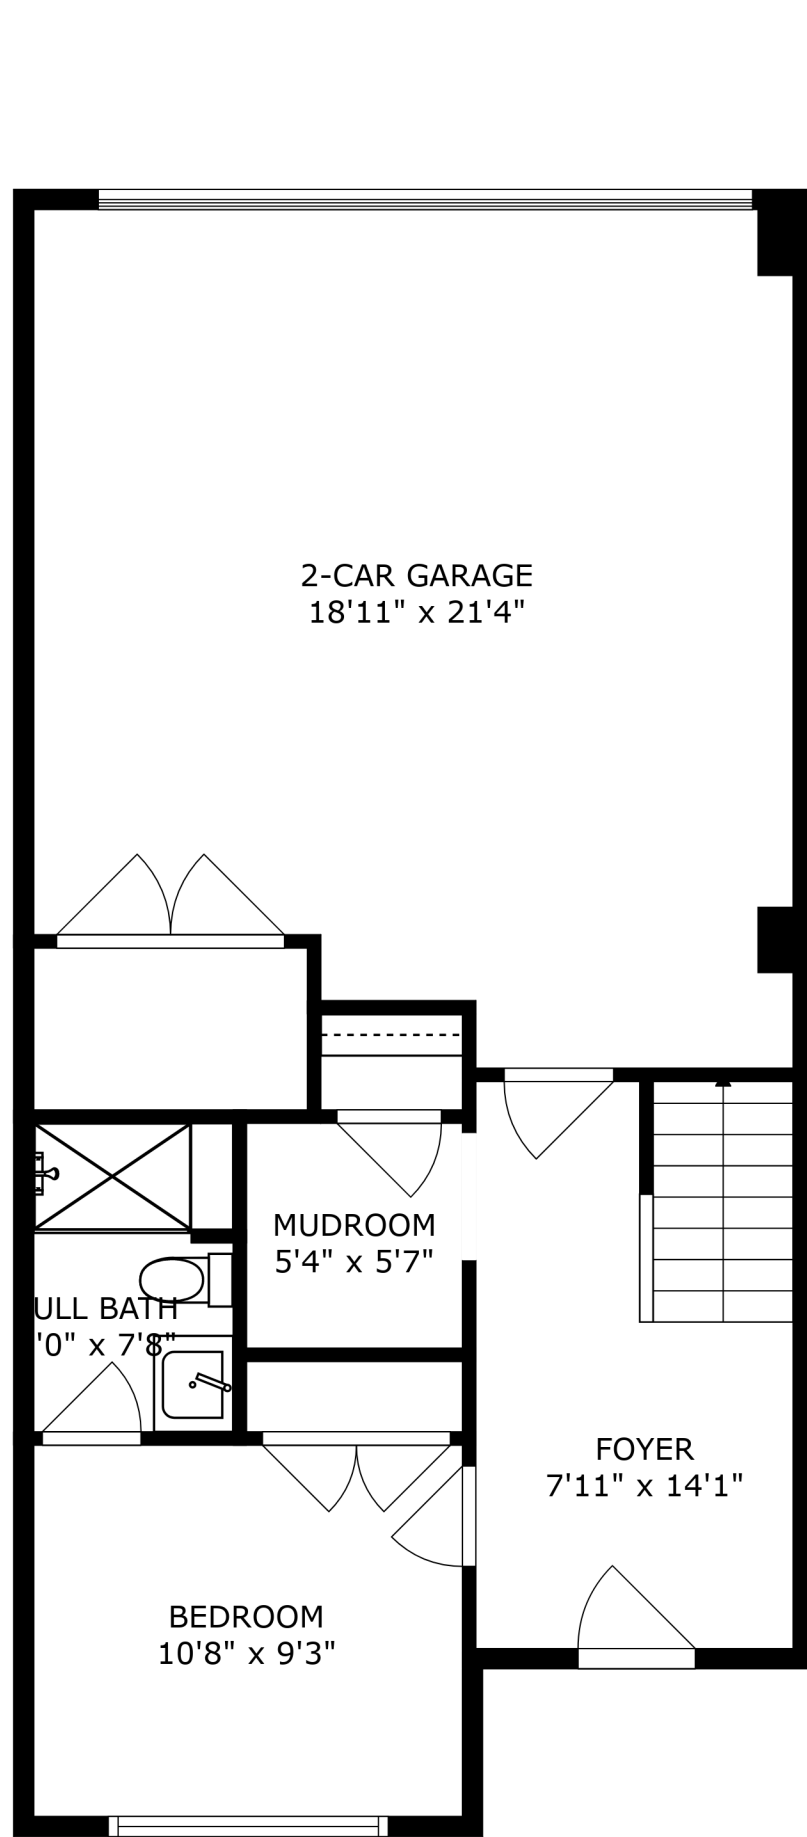 2-CAR GARAGE
18'11" x 21'4"
MUDROOM
5'4" x 5'7"
ULL BATH
'0" x 7'8"
FOYER
7'11" x 14'1"
BEDROOM
10'8" x 9'3"